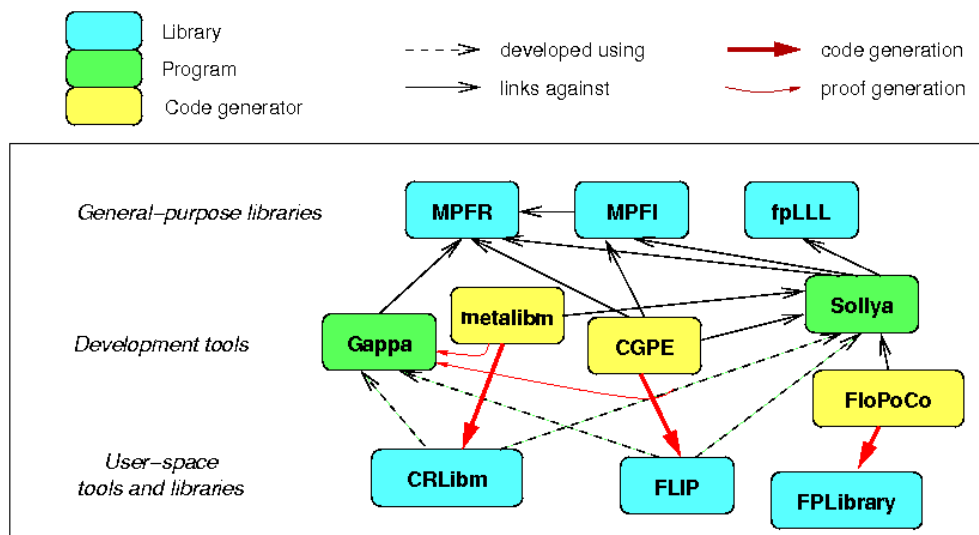 Library
Program
Code generator
developed using
links against
code generation
proof generation
General-purpose libraries
MPFR
MPFI
fpLLL
Development tools
Gappa
metalibm
CGPE
Sollya
FloPoCo
User-space
tools and libraries
CRLibm
FLIP
FPLibrary